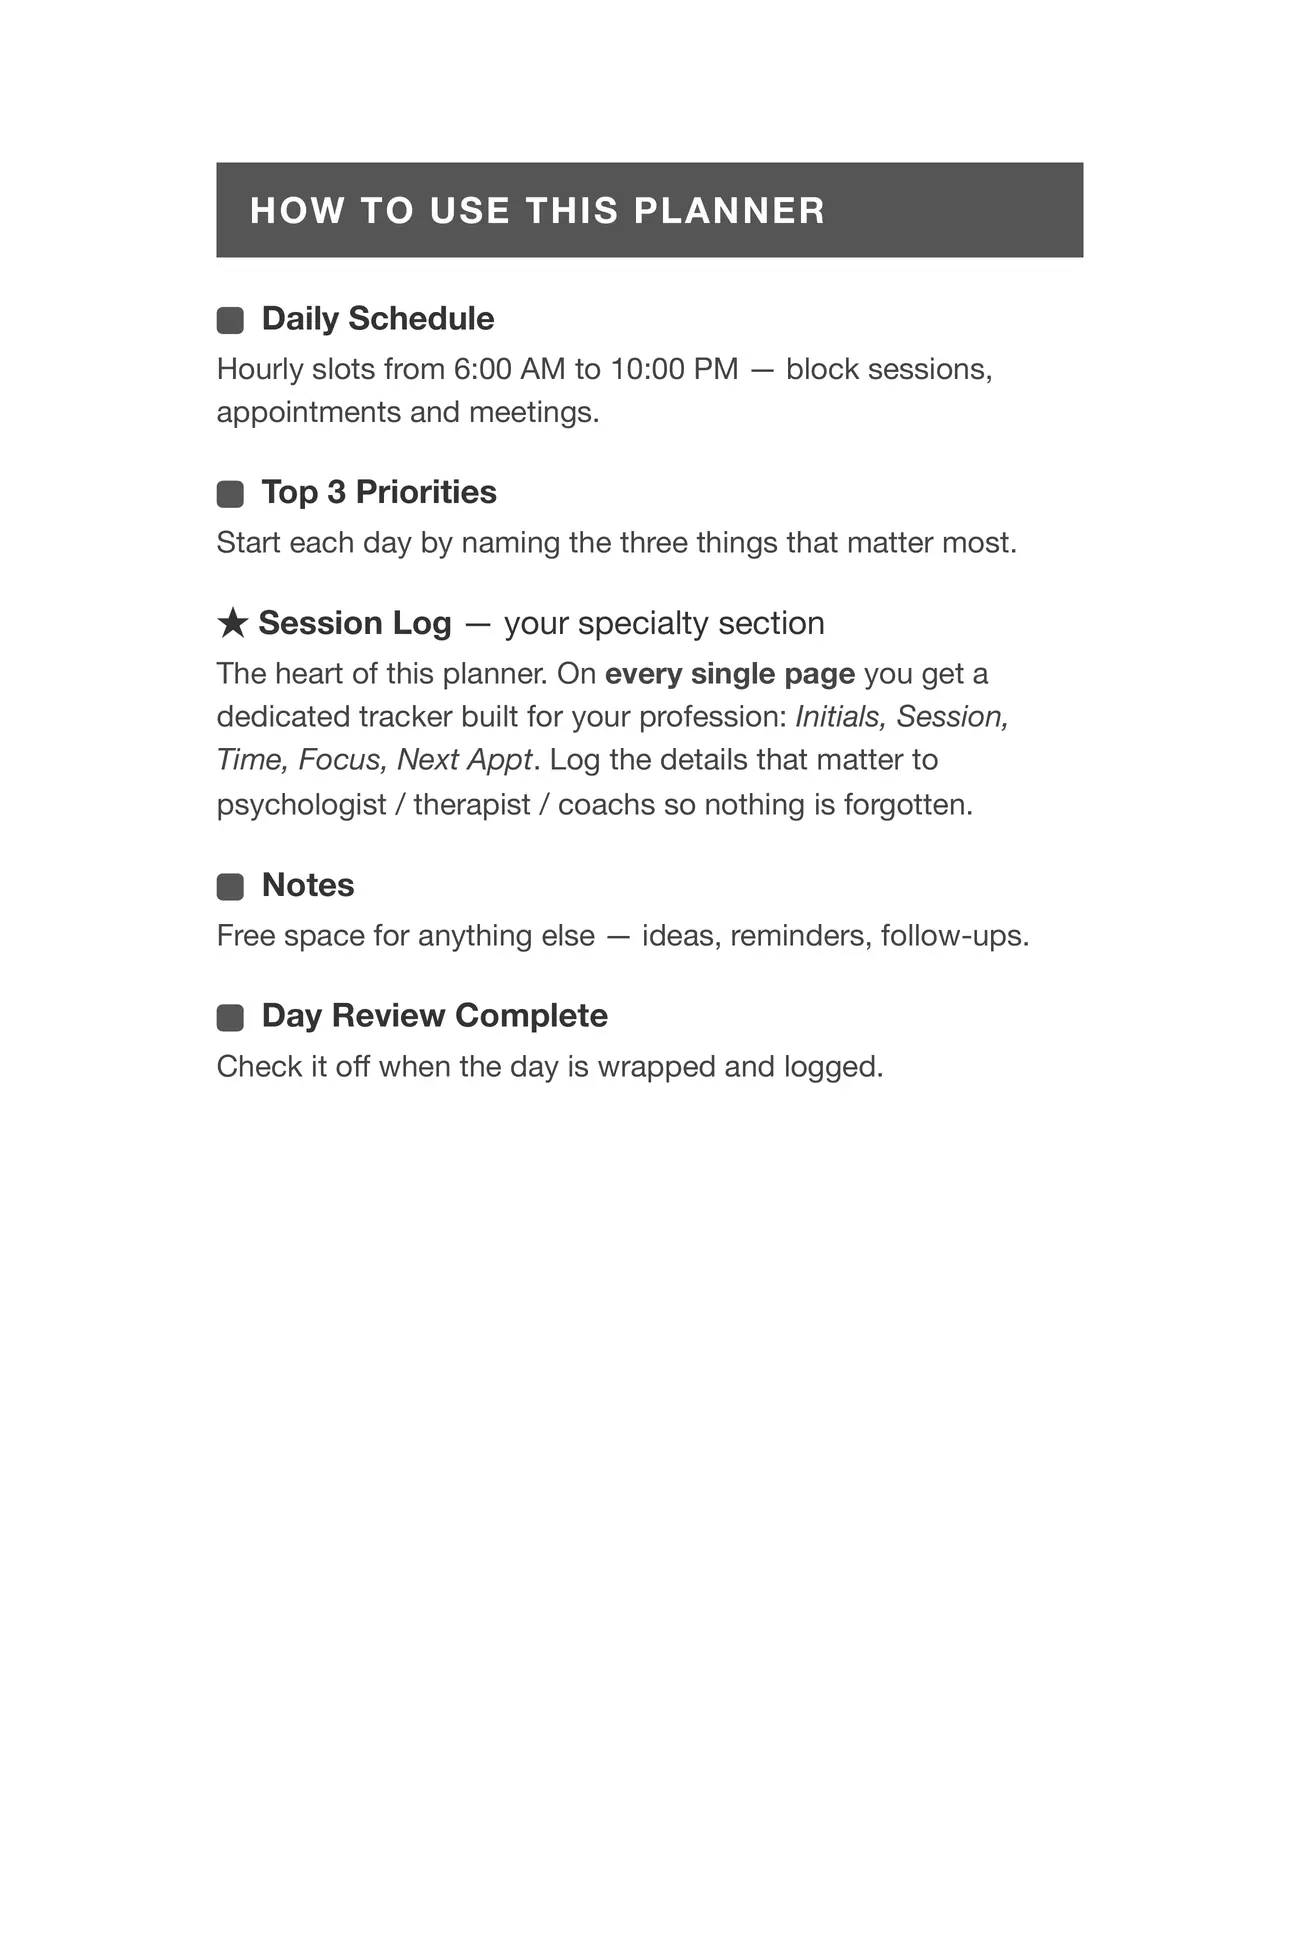 HOW TO USE THIS PLANNER
Daily Schedule
Hourly slots from 6:00 AM to 10:00 PM — block sessions,
appointments and meetings.
Top 3 Priorities
Start each day by naming the three things that matter most.
★ Session Log — your specialty section
The heart of this planner. On every single page you get a
dedicated tracker built for your profession: Initials, Session,
Time, Focus, Next Appt. Log the details that matter to
psychologist / therapist / coachs so nothing is forgotten.
Notes
Free space for anything else — ideas, reminders, follow-ups.
Day Review Complete
Check it off when the day is wrapped and logged.